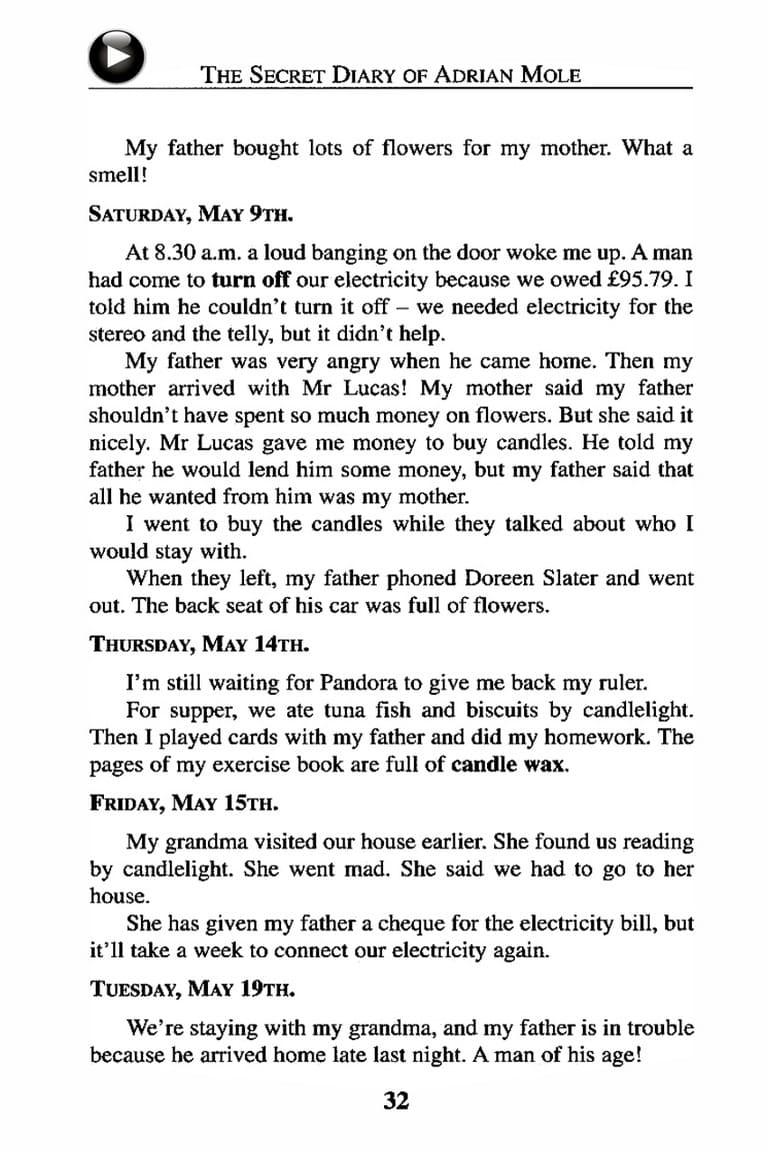 THE SECRET DIARY OF ADRIAN MOLE
My father bought lots of flowers for my mother. What a
smell!
SATURDAY, MAY 9TH.
At 8.30 a.m. a loud banging on the door woke me up. A man
had come to turn off our electricity because we owed £95.79. I
told him he couldn't turn it off – we needed electricity for the
stereo and the telly, but it didn't help.
My father was very angry when he came home. Then my
mother arrived with Mr Lucas! My mother said my father
shouldn't have spent so much money on flowers. But she said it
nicely. Mr Lucas gave me money to buy candles. He told my
father he would lend him some money, but my father said that
all he wanted from him was my mother.
I went to buy the candles while they talked about who I
would stay with.
When they left, my father phoned Doreen Slater and went
out. The back seat of his car was full of flowers.
THURSDAY, MAY 14TH.
I'm still waiting for Pandora to give me back my ruler.
For supper, we ate tuna fish and biscuits by candlelight.
Then I played cards with my father and did my homework. The
pages of my exercise book are full of candle wax.
FRIDAY, MAY 15TH.
My grandma visited our house earlier. She found us reading
by candlelight. She went mad. She said we had to go to her
house.
She has given my father a cheque for the electricity bill, but
it'll take a week to connect our electricity again.
TUESDAY, MAY 19TH.
We're staying with my grandma, and my father is in trouble
because he arrived home late last night. A man of his age!
32